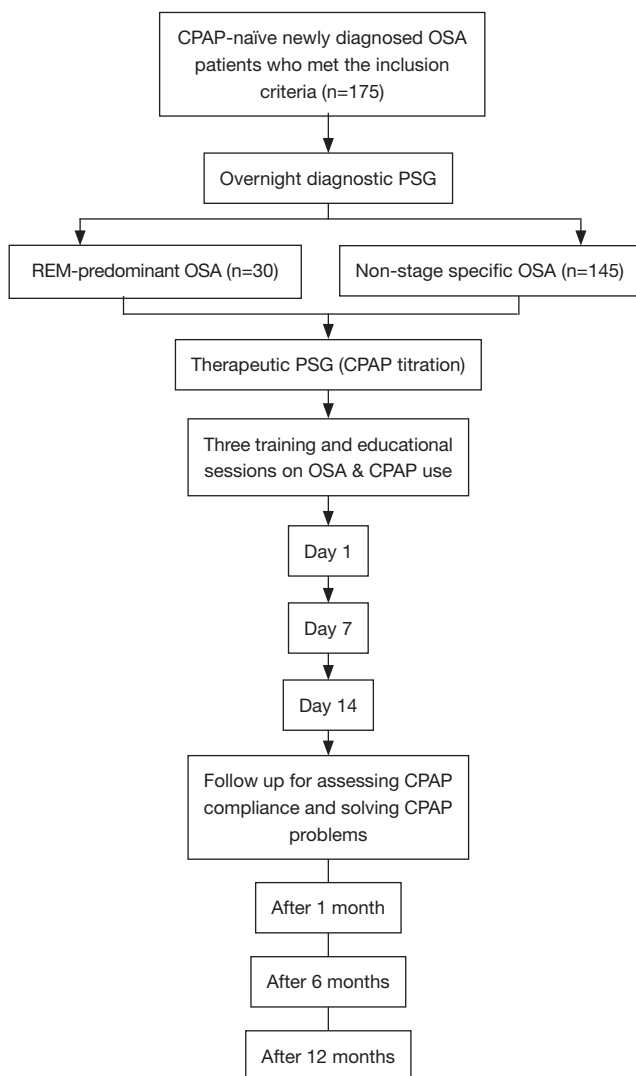 CPAP-naïve newly diagnosed OSA
patients who met the inclusion
criteria (n=175)
Overnight diagnostic PSG
REM-predominant OSA (n=30)
Non-stage specific OSA (n=145)
Therapeutic PSG (CPAP titration)
Three training and educational
sessions on OSA & CPAP use
Day 1
Day 7
Day 14
Follow up for assessing CPAP
compliance and solving CPAP
problems
After 1 month
After 6 months
After 12 months